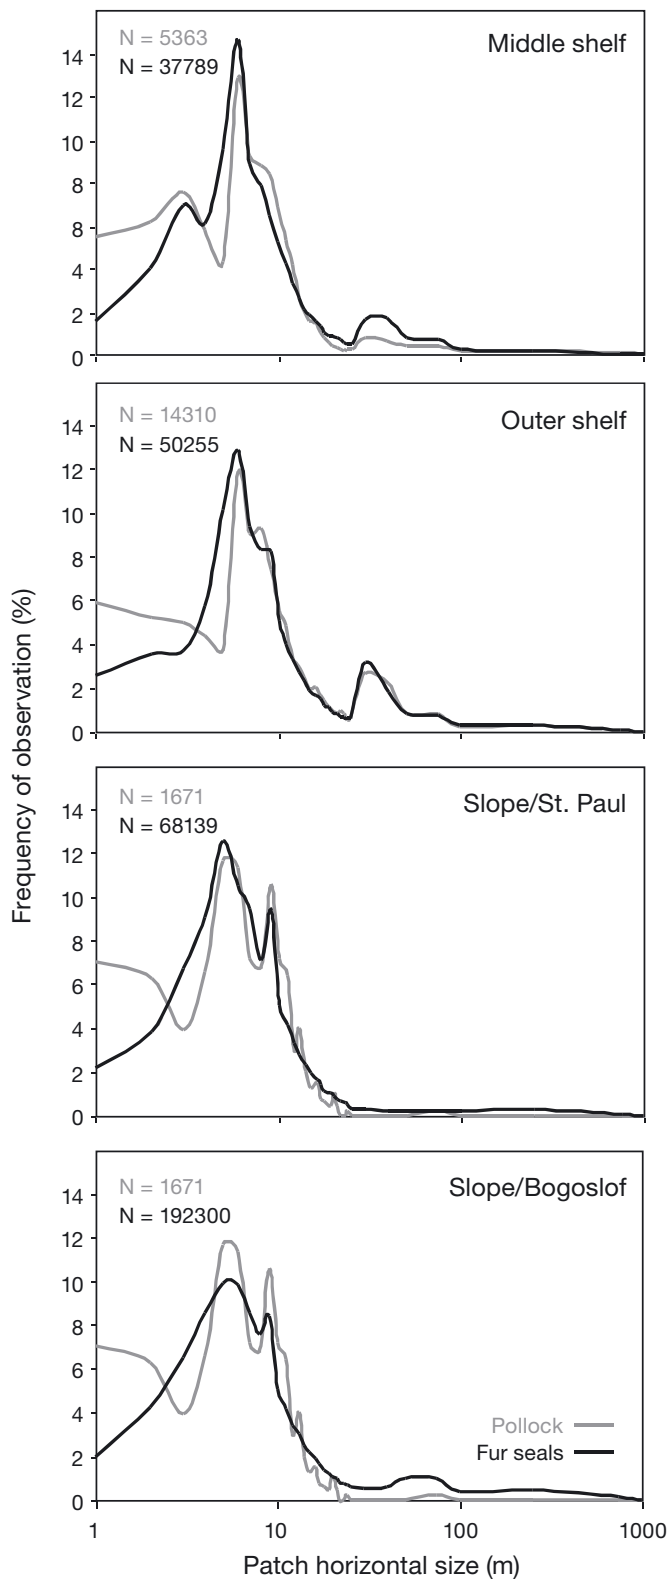 N = 5363
N = 37789
Middle shelf
14
12
10
8
8
4
2
0
N = 14310
N = 50255
Outer shelf
14
12
10
8
6
4
2
0
Frequency of observation (%)
N = 1671
N = 68139
Slope/St. Paul
14
12
10
8
6
4
2
0
N = 1671
N = 192300
Slope/Bogoslof
14
12
10
8
6
4
2
0
Pollock
Fur seals
1 10 100 1000
Patch horizontal size (m)